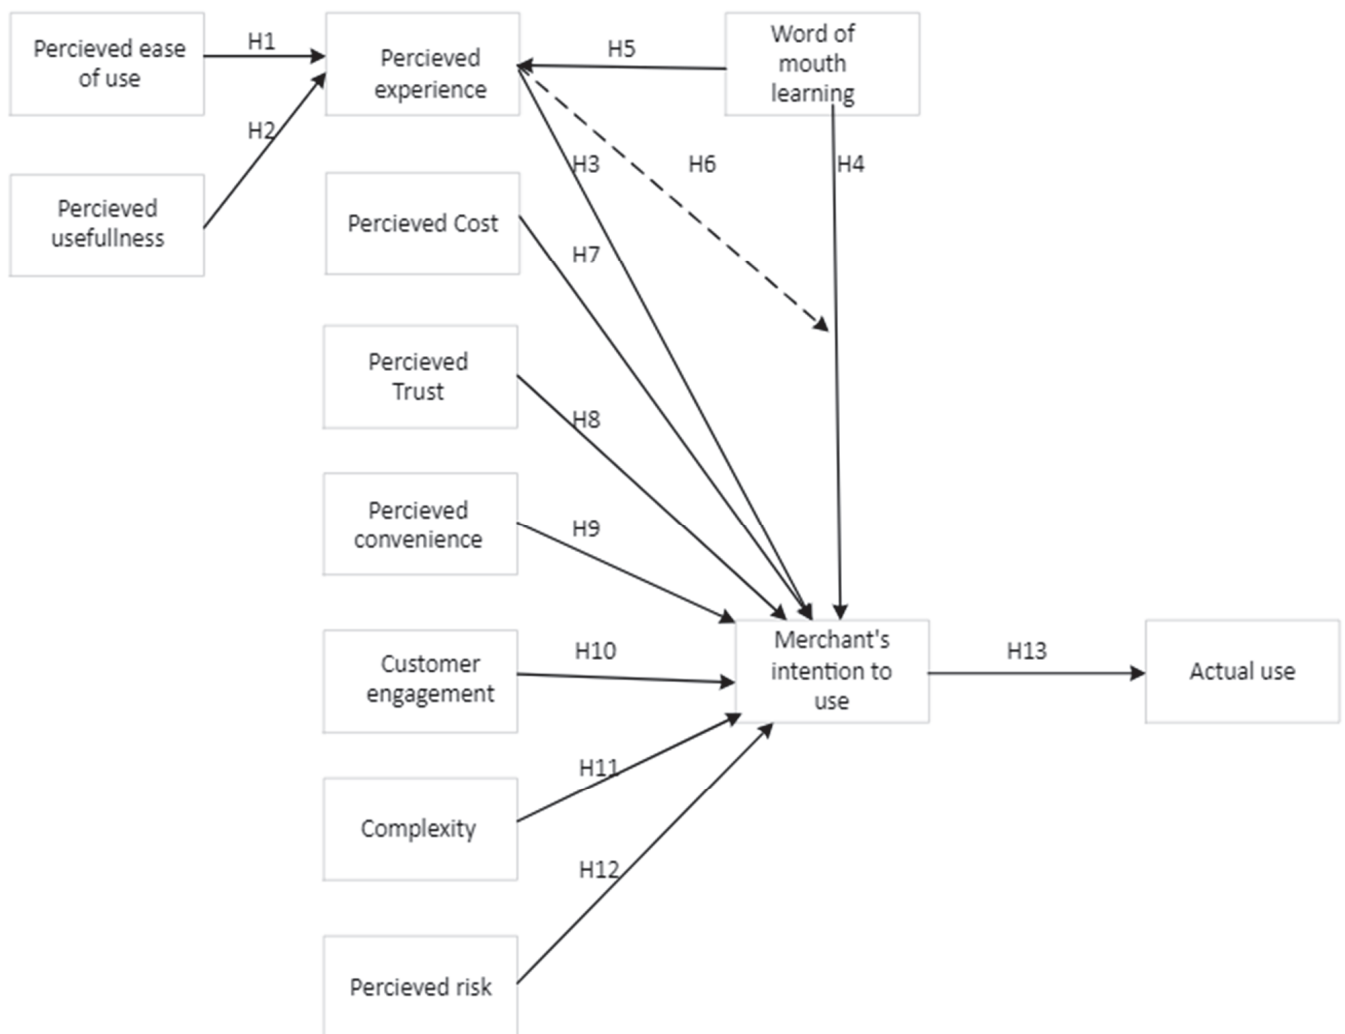 Percieved ease
of use
H1
Percieved
experience
H5
Word of
mouth
learning
H2
H3
H6
H4
Percieved
usefullness
Percieved Cost
H7
Percieved
Trust
H8
Percieved
convenience
H9
Customer
engagement
H10
Merchant's
intention to
use
H13
Actual use
H11
Complexity
H12
Percieved risk